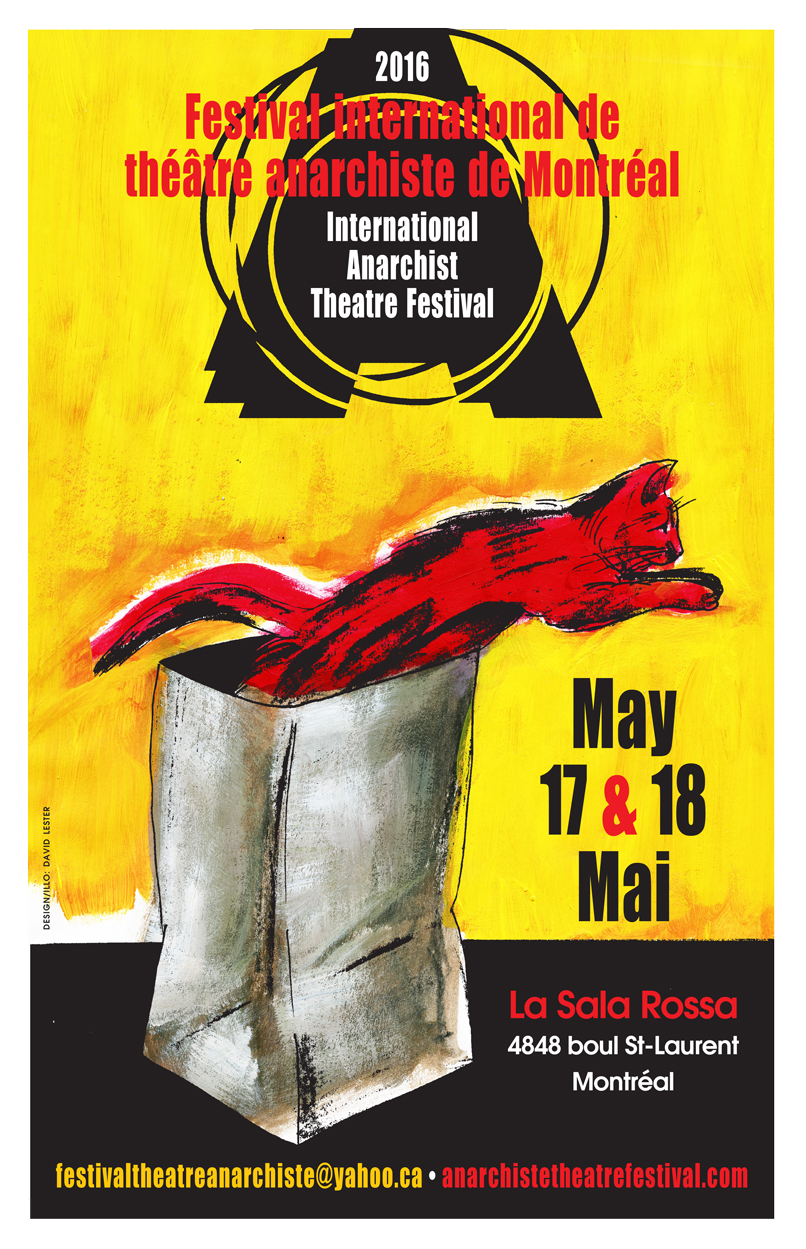 2016
Festival international de
théâtre anarchiste de Montréal
International
Anarchist
Theatre Festival
May
17 & 18
Mai
DESIGN/ILLO: DAVID LESTER
La Sala Rossa
4848 boul St-Laurent
Montréal
festivaltheatreanarchiste@yahoo.ca • anarchistetheatrefestival.com